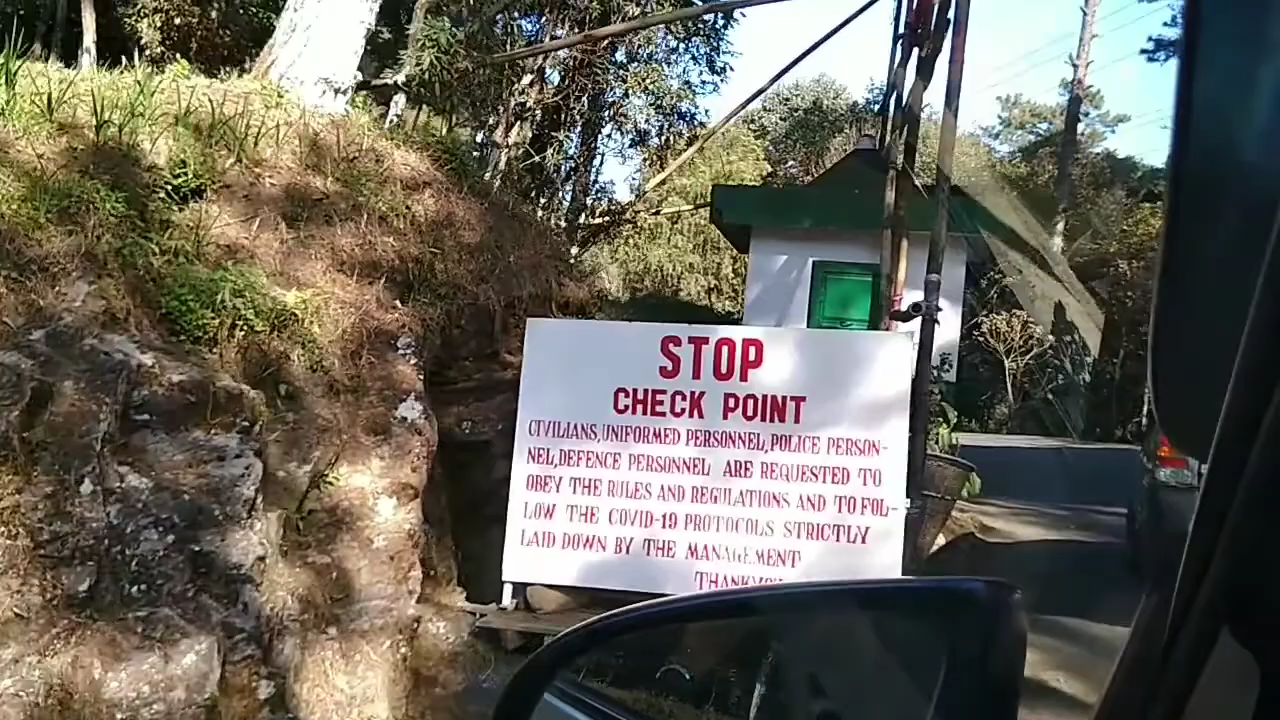 STOP
CHECK POINT
CIVILIANS,UNIFORMED PERSONNEL,POLICE PERSON-
NEL,DEFENCE PERSONNEL ARE REQUESTED TO
OBEY THE RULES AND REGULATIONS AND TO FOL-
LOW THE COVID-19 PROTOCOLS STRICTLY
LAID DOWN BY THE MANAGEMENT
THANKYOU